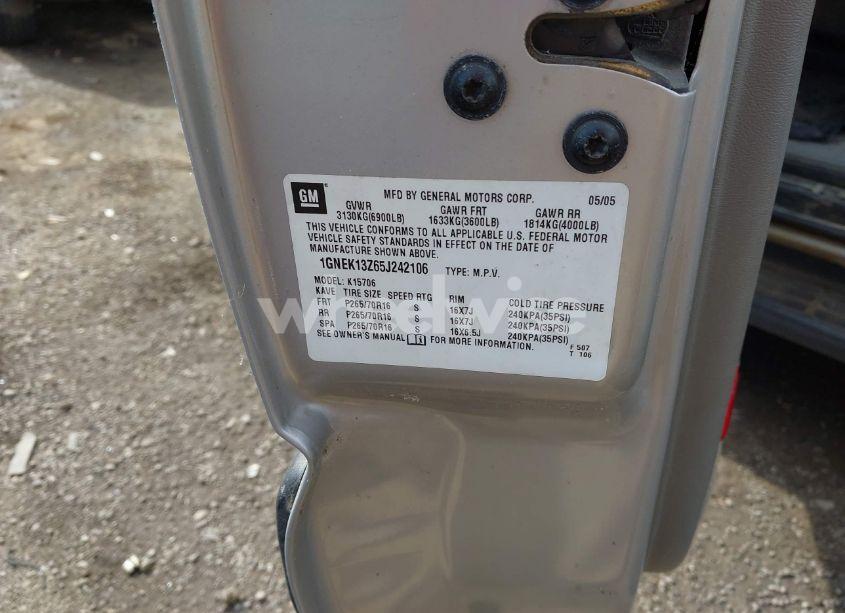 GM
MFD BY GENERAL MOTORS CORP. 05/05
GVWR GAWR FRT GAWR RR
3130KG(6900LB) 1633KG(3600LB) 1814KG(4000LB)
THIS VEHICLE CONFORMS TO ALL APPLICABLE U.S. FEDERAL MOTOR
VEHICLE SAFETY STANDARDS IN EFFECT ON THE DATE OF
MANUFACTURE SHOWN ABOVE.
1GNEK13Z65J242106 TYPE: M.P.V.
MODEL: K15706
KAVE TIRE SIZE SPEED RTG RIM COLD TIRE PRESSURE
FRT P265/70R16 S 16X7J 240KPA(35PSI)
RR P265/70R16 S 16X7J 240KPA(35PSI)
SPA P265/70R16 S 16X6.5J 240KPA(35PSI)
SEE OWNER'S MANUAL FOR MORE INFORMATION.
F 507
T 106